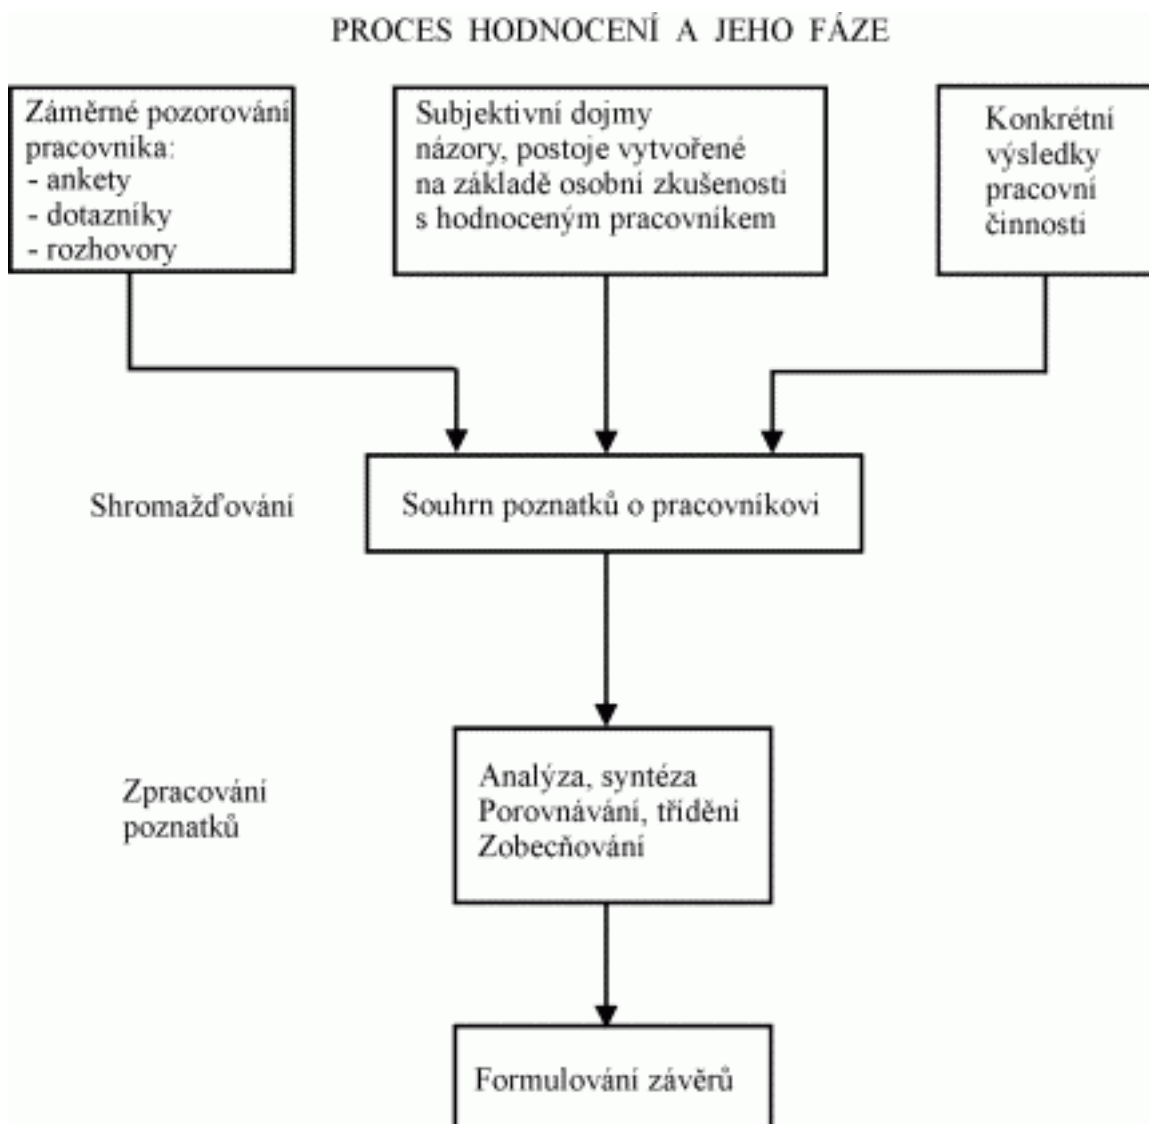 PROCES HODNOCENÍ A JEHO FÁZE
Záměrné pozorování
pracovníka:
- ankety
- dotazníky
- rozhovory
Subjektivní dojmy
názory, postoje vytvořené
na základě osobní zkušenosti
s hodnoceným pracovníkem
Konkrétní
výsledky
pracovní
činnosti
Shromažďování
Souhrn poznatků o pracovníkovi
Zpracování
poznatků
Analýza, syntéza
Porovnávání, třídění
Zobecňování
Formulování závěrů